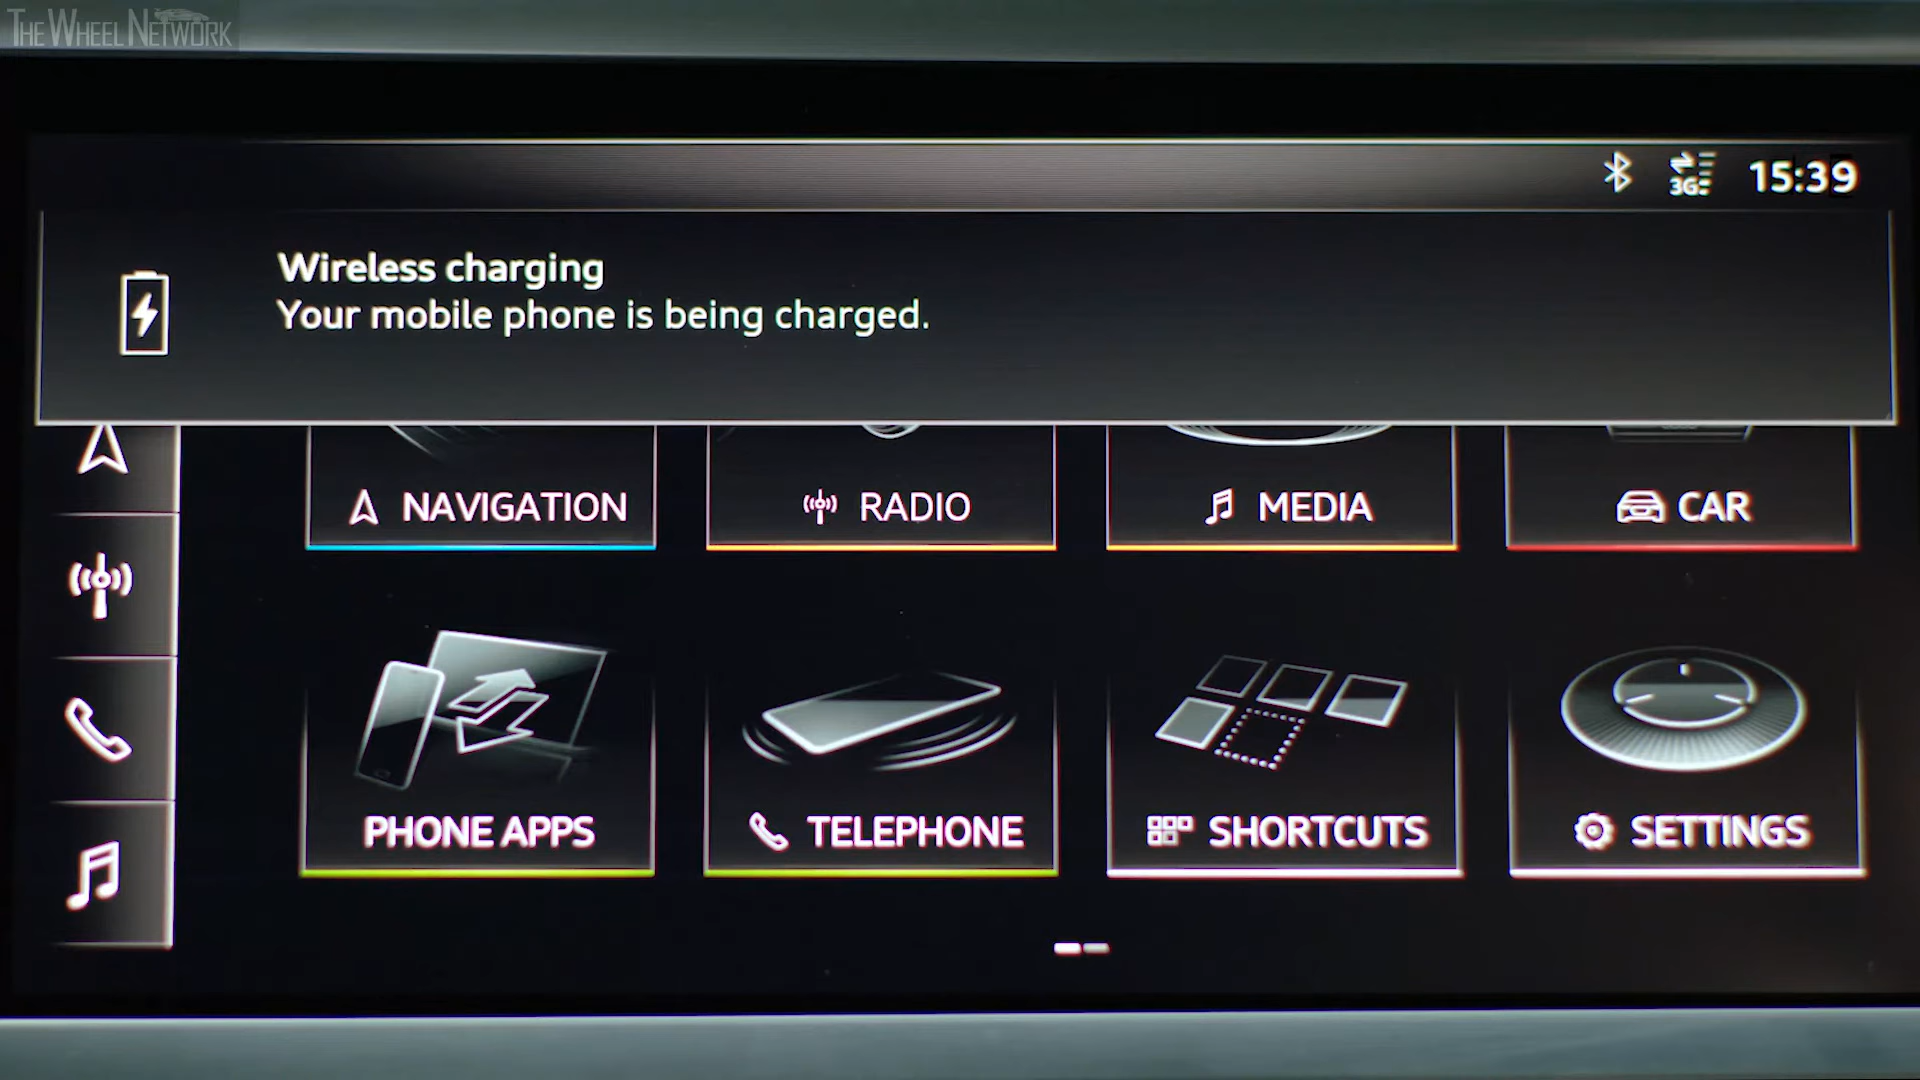 THE WHEEL NETWORK
3G 15:39
Wireless charging
Your mobile phone is being charged.
NAVIGATION RADIO MEDIA CAR
PHONE APPS TELEPHONE SHORTCUTS SETTINGS